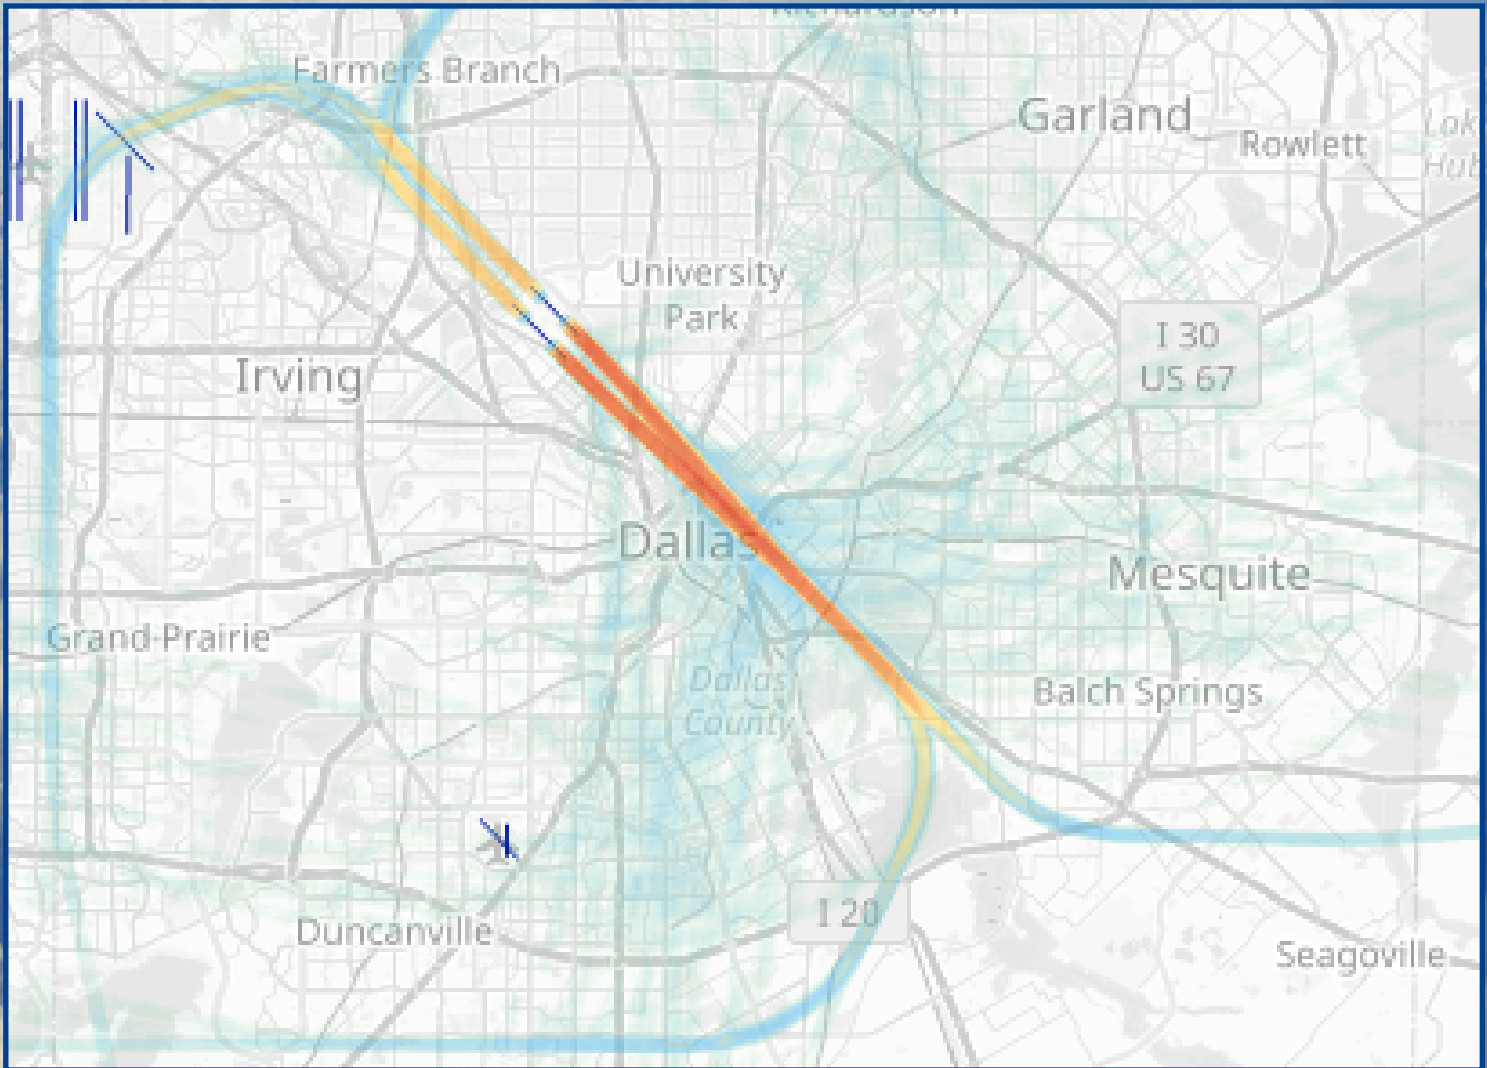 Richardson
Farmers Branch
Garland
Rowlett
University
Park
I 30
US 67
Irving
Dallas
Mesquite
Grand Prairie
Dallas
County
Balch Springs
I 20
Duncanville
Seagoville